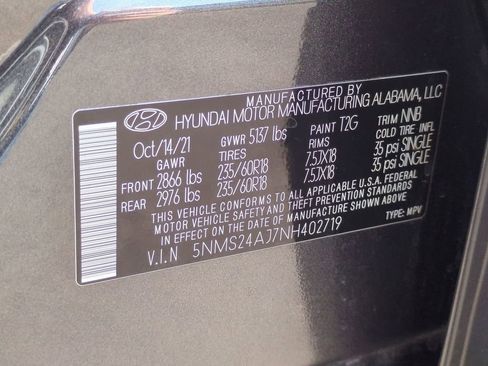 MANUFACTURED BY
HYUNDAI MOTOR MANUFACTURING ALABAMA, LLC
Oct/14/21 GVWR 5137 lbs PAINT T2G TRIM NNB
GAWR TIRES RIMS COLD TIRE INFL
FRONT 2866 lbs 235/60R18 7.5JX18 35 psi SINGLE
REAR 2976 lbs 235/60R18 7.5JX18 35 psi SINGLE
THIS VEHICLE CONFORMS TO ALL APPLICABLE U.S.A. FEDERAL
MOTOR VEHICLE SAFETY AND THEFT PREVENTION STANDARDS
IN EFFECT ON THE DATE OF MANUFACTURE SHOWN ABOVE.
V.I.N 5NMS24AJ7NH402719 TYPE: MPV